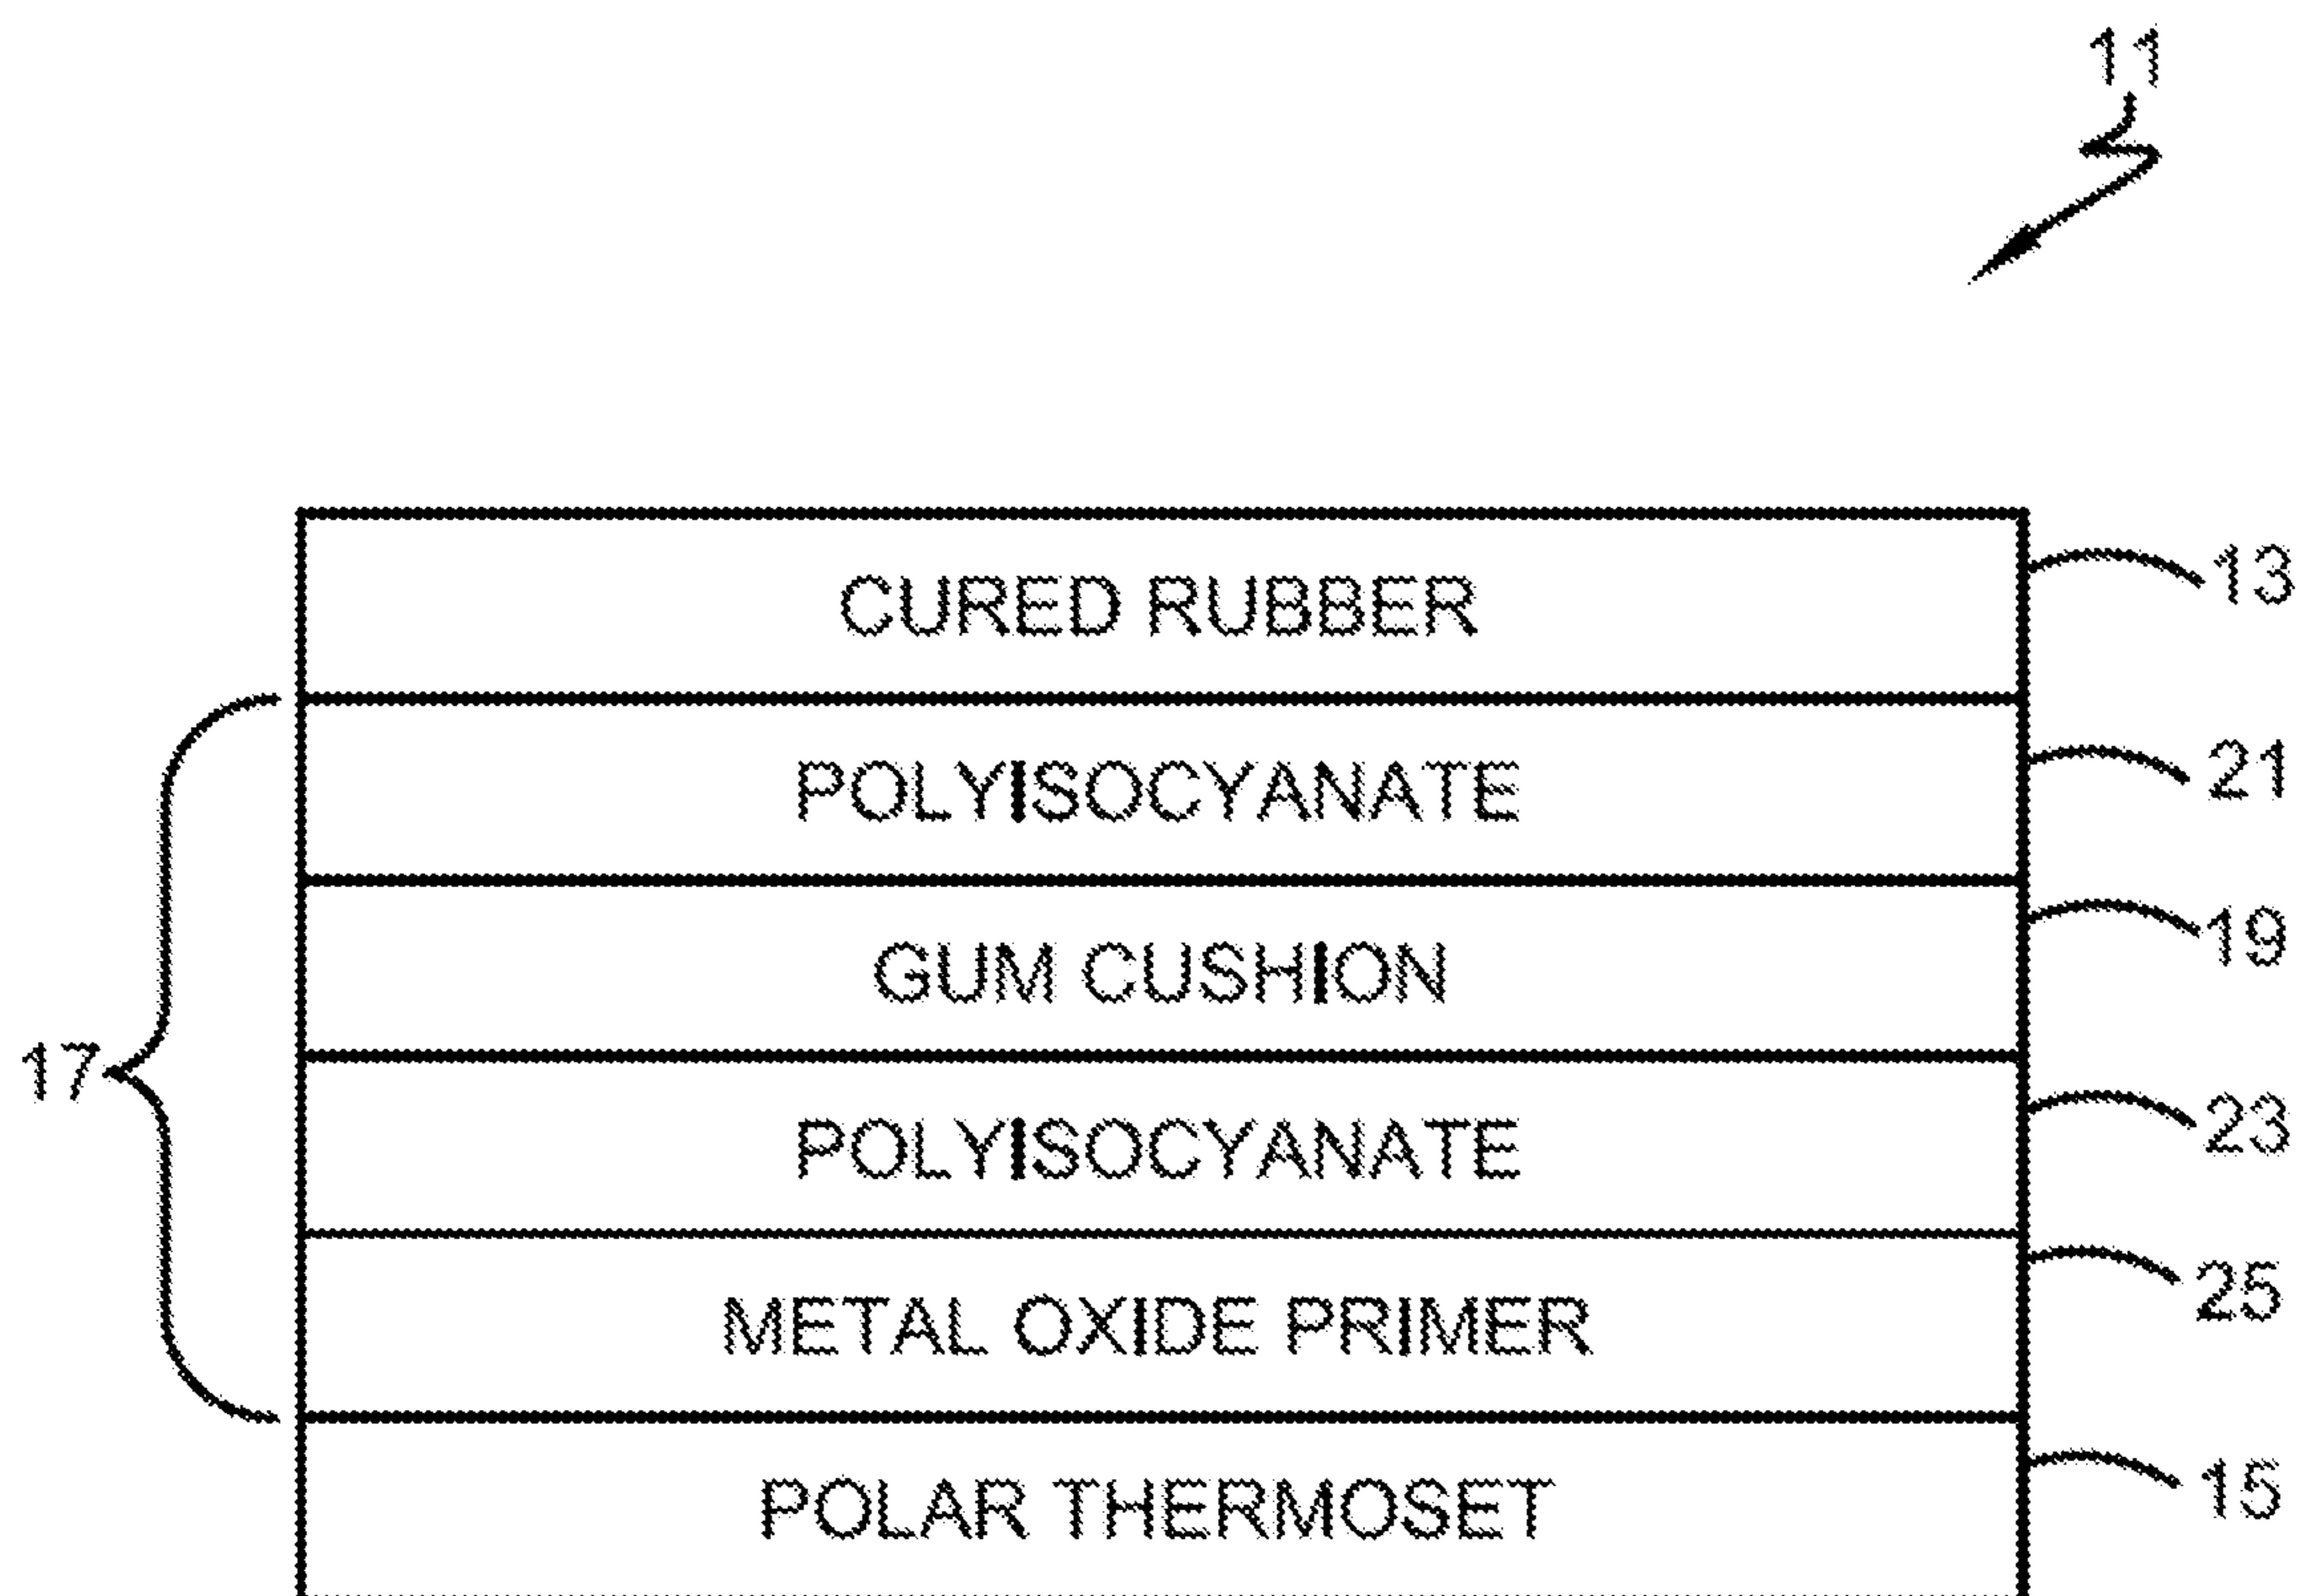 11
CURED RUBBER 13
POLYISOCYANATE 21
GUM CUSHION 19
17
POLYISOCYANATE 23
METAL OXIDE PRIMER 25
POLAR THERMOSET 15